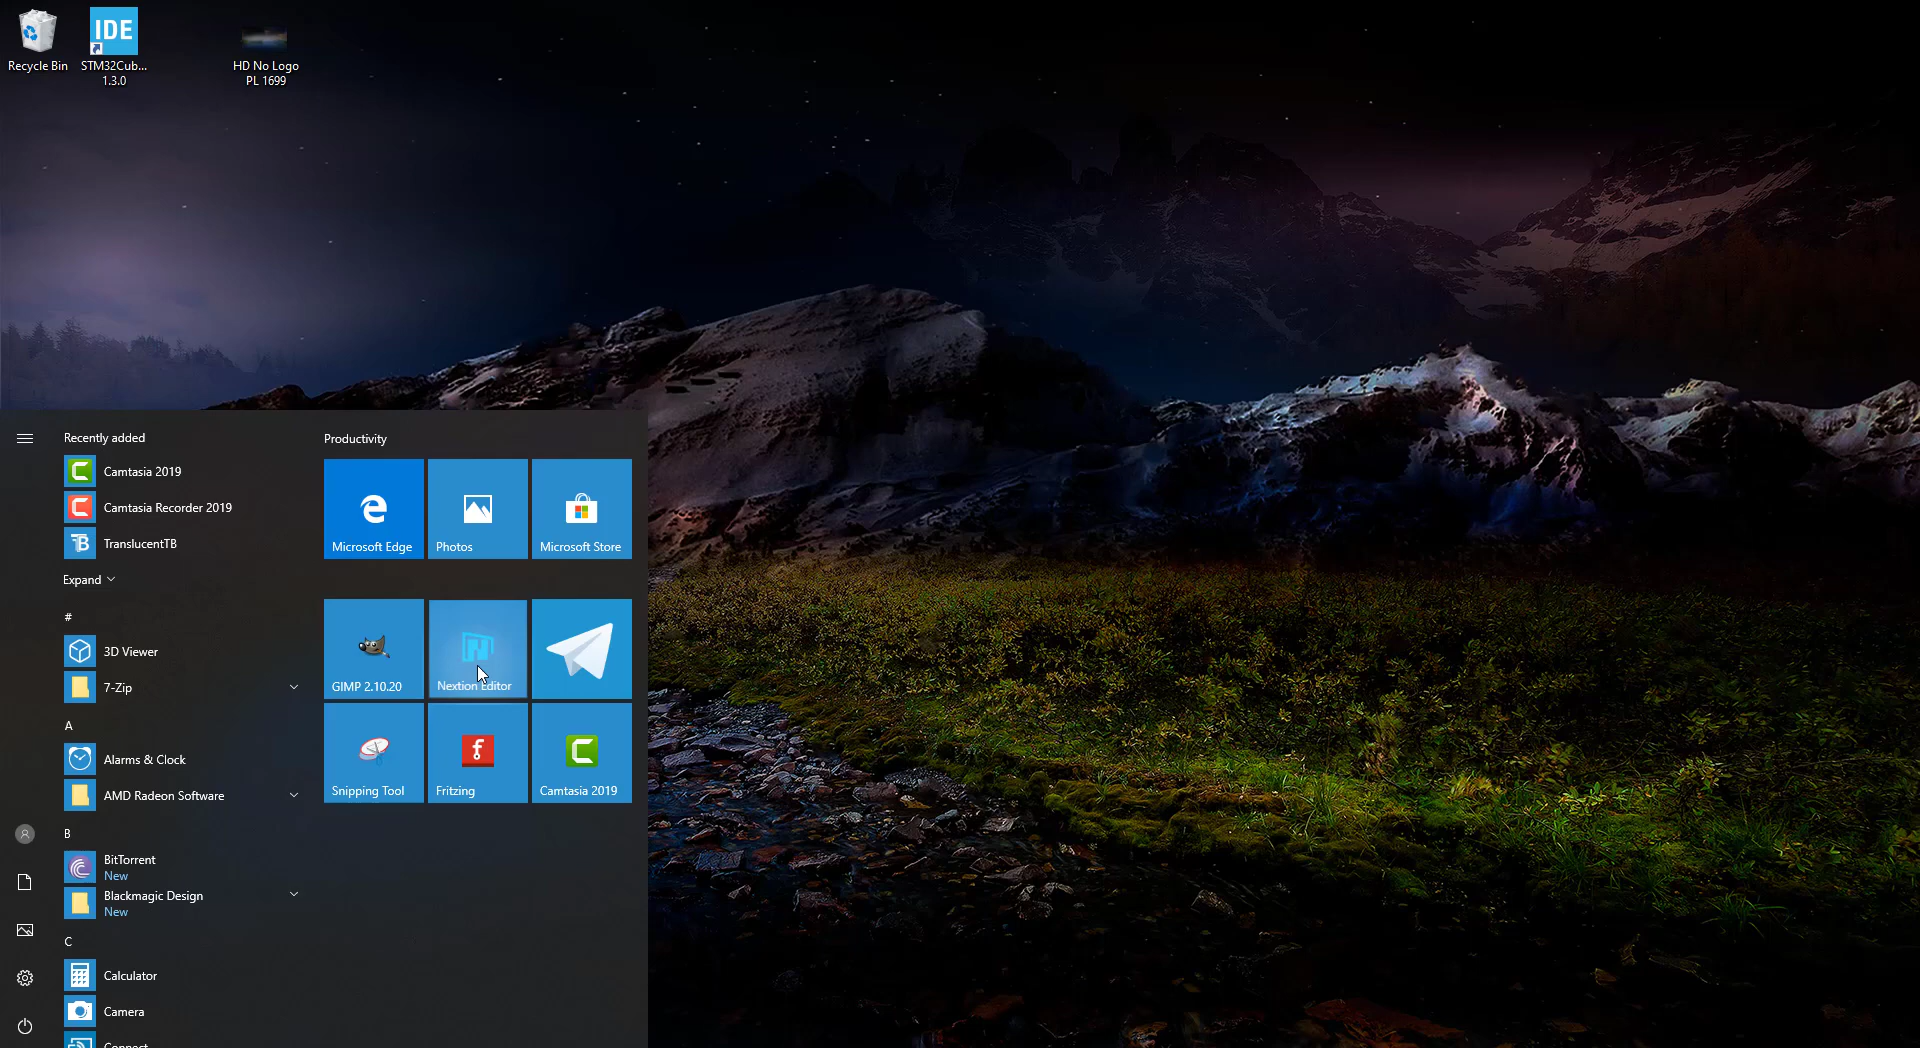 Recycle Bin
IDE
STM32Cub...
1.3.0
HD No Logo
PL 1699
Recently added
Camtasia 2019
Camtasia Recorder 2019
TranslucentTB
Expand
#
3D Viewer
7-Zip
A
Alarms & Clock
AMD Radeon Software
B
BitTorrent
New
Blackmagic Design
New
C
Calculator
Camera
Connect
Productivity
Microsoft Edge
Photos
Microsoft Store
GIMP 2.10.20
Nextion Editor
Snipping Tool
Fritzing
Camtasia 2019